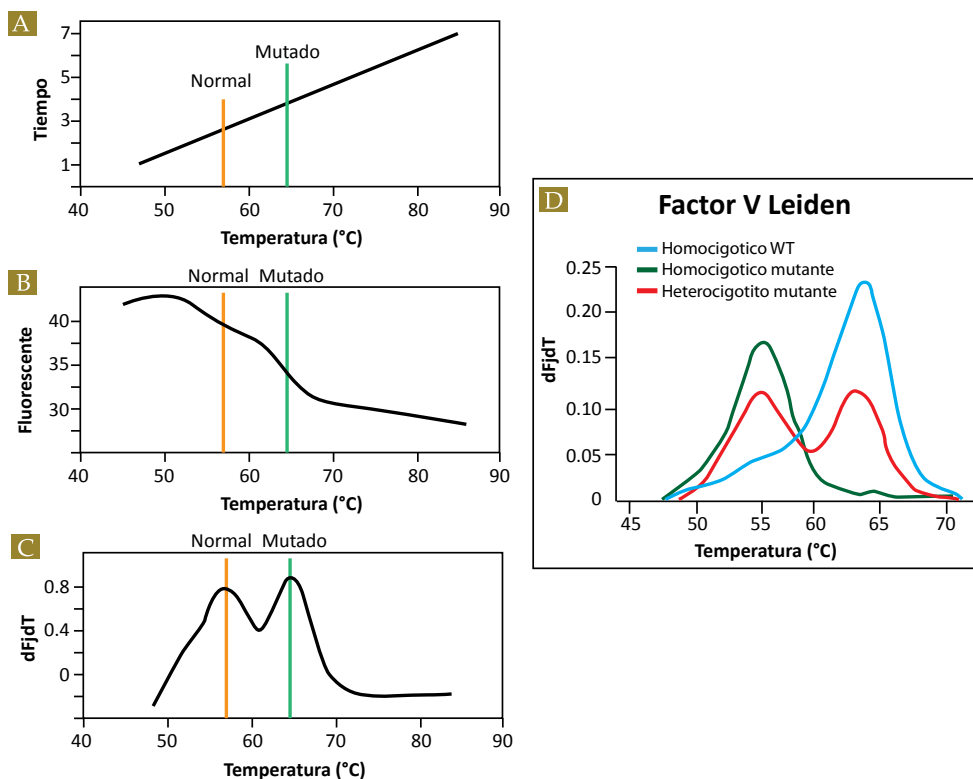 A
Tiempo
7
5
3
1
Normal
Mutado
40 50 60 70 80 90
Temperatura (°C)
B
Normal Mutado
Fluorescente
40
35
30
40 50 60 70 80 90
Temperatura (°C)
C
Normal Mutado
dFjdT
0.8
0.4
0
40 50 60 70 80 90
Temperatura (°C)
D
Factor V Leiden
Homocigotico WT
Homocigotico mutante
Heterocigotito mutante
dFjdT
0.25
0.20
0.15
0.10
0.05
0
45 50 55 60 65 70
Temperatura (°C)